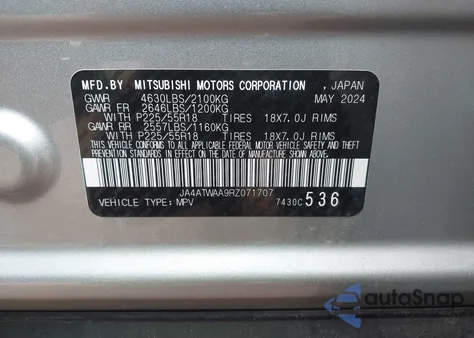 MFD.BY MITSUBISHI MOTORS CORPORATION , JAPAN
GVWR 4630LBS/2100KG MAY 2024
GAWR FR 2646LBS/1200KG
WITH P225/55R18 TIRES 18X7.0J RIMS
GAWR RR 2557LBS/1160KG
WITH P225/55R18 TIRES 18X7.0J RIMS
THIS VEHICLE CONFORMS TO ALL APPLICABLE FEDERAL MOTOR VEHICLE SAFETY, BUMPER AND THEFT PREVENTION STANDARDS IN EFFECT ON THE DATE OF MANUFACTURE SHOWN ABOVE.
JA4ATWAA9RZ071707
VEHICLE TYPE: MPV 7430C 536
autoSnap